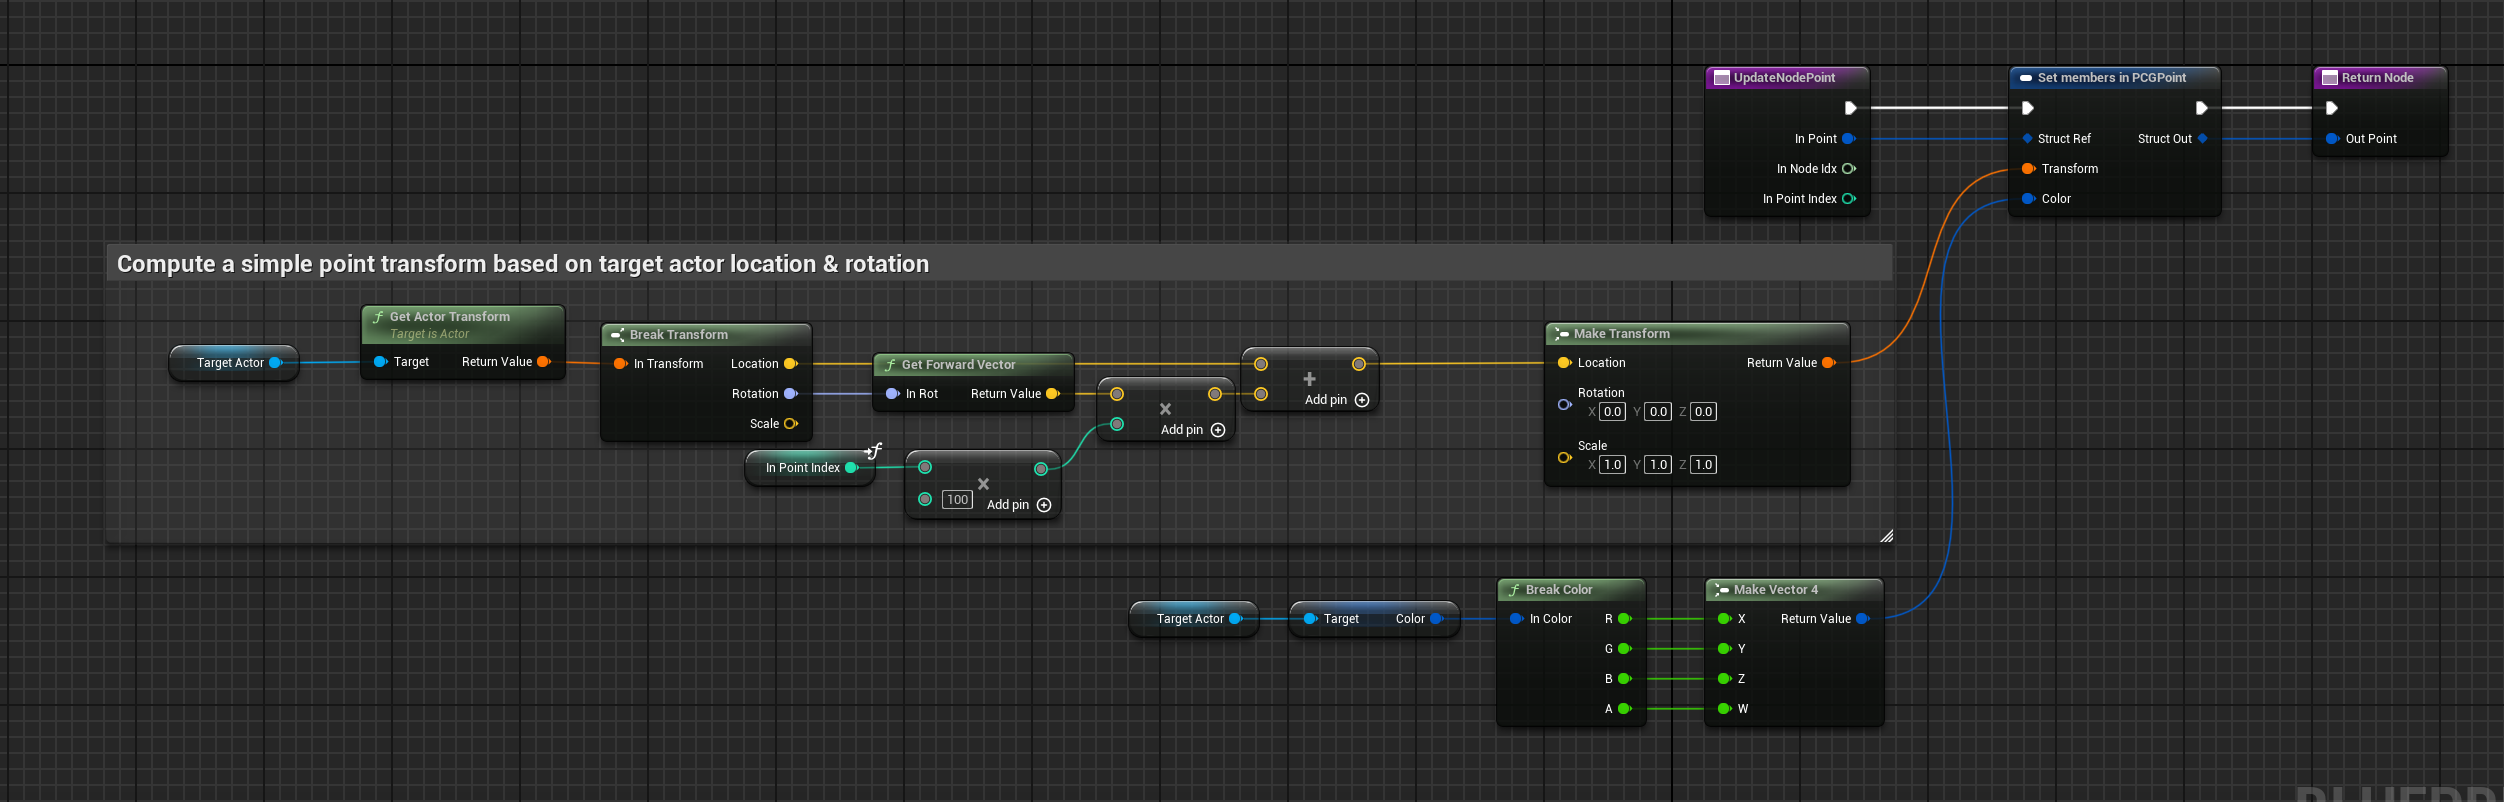 UpdateNodePoint
In Point
In Node Idx
In Point Index
Set members in PCGPoint
Struct Ref Struct Out
Transform
Color
Return Node
Out Point
Compute a simple point transform based on target actor location & rotation
Target Actor
Get Actor Transform
Target is Actor
Target Return Value
Break Transform
In Transform Location
Rotation
Scale
Get Forward Vector
In Rot Return Value
In Point Index
100
Add pin
Add pin
Add pin
Make Transform
Location Return Value
Rotation
X 0.0 Y 0.0 Z 0.0
Scale
X 1.0 Y 1.0 Z 1.0
Target Actor
Target Color
Break Color
In Color R
G
B
A
Make Vector 4
X Return Value
Y
Z
W